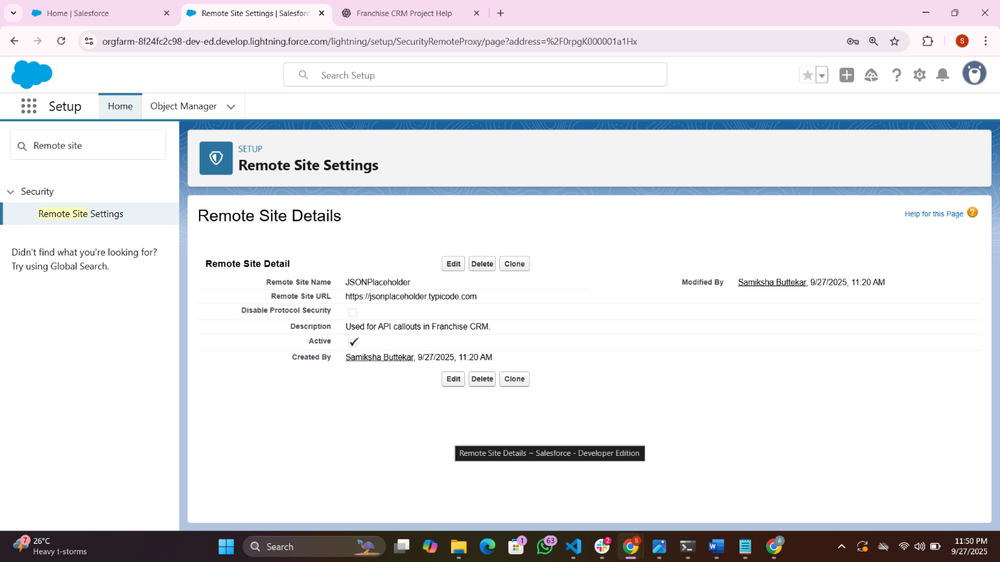 Home | Salesforce
Remote Site Settings | Salesforc
Franchise CRM Project Help
orgfarm-8f24fc2c98-dev-ed.develop.lightning.force.com/lightning/setup/SecurityRemoteProxy/page?address=%2F0rpgK000001a1Hx
S
Search Setup
Setup
Home
Object Manager
Remote site
Security
Remote Site Settings
Didn't find what you're looking for?
Try using Global Search.
SETUP
Remote Site Settings
Remote Site Details
Help for this Page
Remote Site Detail
Edit Delete Clone
Remote Site Name JSONPlaceholder Modified By Samiksha Buttekar, 9/27/2025, 11:20 AM
Remote Site URL https://jsonplaceholder.typicode.com
Disable Protocol Security
Description Used for API callouts in Franchise CRM.
Active
Created By Samiksha Buttekar, 9/27/2025, 11:20 AM
Edit Delete Clone
Remote Site Details ~ Salesforce - Developer Edition
7
26°C
Heavy t-storms
Search
1
63
2
S
A
11:50 PM
9/27/2025